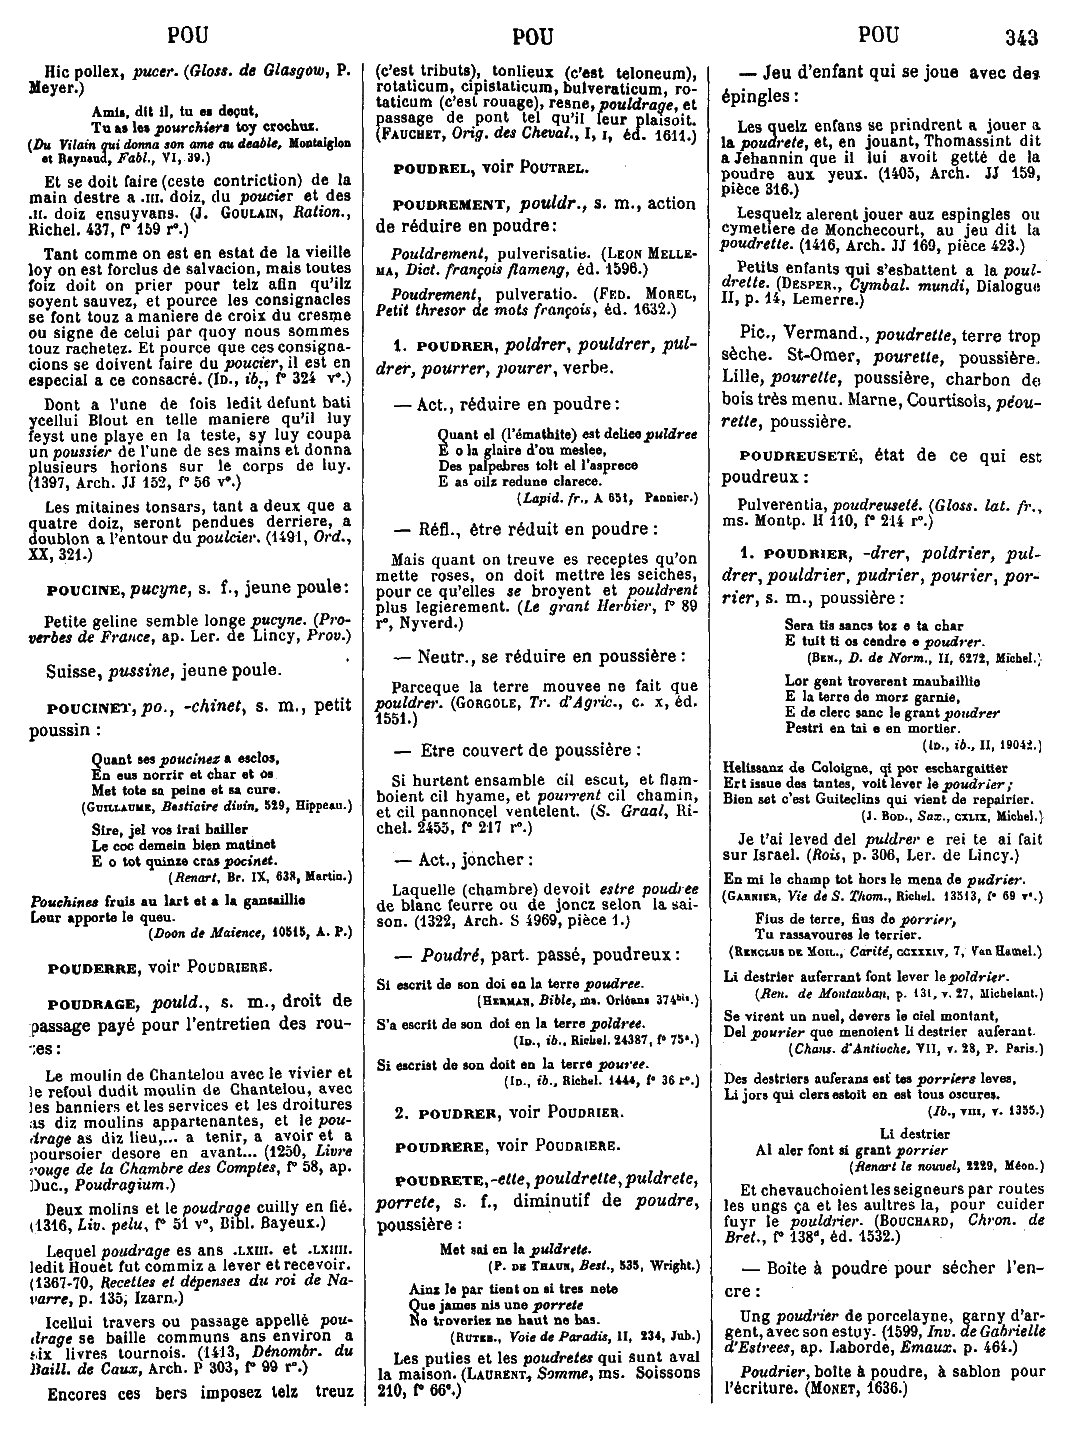 POU
POU
POU
343
Hic pollex, pucer. (Gloss. de Glasgow, P.
Meyer.)
Amis, dit il, tu es deçut,
Tu as les pourchiers toy crochus.
(Du Vilain qui donna son ame au deable, Montaiglon
et Raynaud, Fabl., VI, 39.)
Et se doit faire (ceste contriction) de la
main destre a .III. doiz, du poucier et des
.II. doiz ensuyvans. (J. GOULAIN, Ration.,
Richel. 437, f° 159 r°.)
Tant comme on est en estat de la vieille
loy on est forclus de salvacion, mais toutes
foiz doit on prier pour telz afin qu'ilz
soyent sauvez, et pource les consignacles
se font touz a maniere de croix du cresme
ou signe de celui par quoy nous sommes
touz rachetez. Et pource que ces consigna-
cions se doivent faire du poucier, il est en
especial a ce consacré. (ID., ib., f° 324 v°.)
Dont a l'une de fois ledit defunt bati
ycellui Blout en telle maniere qu'il luy
feyst une playe en la teste, sy luy coupa
un poussier de l'une de ses mains et donna
plusieurs horions sur le corps de luy.
(1397, Arch. JJ 152, f° 56 v°.)
Les mitaines tonsars, tant a deux que a
quatre doiz, seront pendues derriere, a
doublon a l'entour du poulcier. (1491, Ord.,
XX, 321.)
POUCINE, pucyne, s. f., jeune poule:
Petite geline semble longe pucyne. (Pro-
verbes de France, ap. Ler. de Lincy, Prov.)
Suisse, pussine, jeune poule.
POUCINET, po., -chinet, s. m., petit
poussin :
Quant ses poucinez a esclos,
En eus norrir et char et os
Met tote sa peine et sa cure.
(GUILLAUME, Bestiaire divin, 529, Hippeau.)
Sire, jel vos irai bailler
Le coc demein bien matinet
E o tot quinze cras pocinet.
(Renart, Br. IX, 638, Martin.)
Pouchines fruis au lart et a la gansaillie
Leur apporte le queu.
(Doon de Maience, 10515, A. P.)
POUDERRE, voir POUDRIERE.
POUDRAGE, pould., s. m., droit de
passage payé pour l'entretien des rou-
tes :
Le moulin de Chantelou avec le vivier et
le refoul dudit moulin de Chantelou, avec
les banniers et les services et les droitures
as diz moulins appartenantes, et le pou-
drage as diz lieu,... a tenir, a avoir et a
poursoier desore en avant... (1250, Livre
rouge de la Chambre des Comptes, f° 58, ap.
Duc., Poudragium.)
Deux molins et le poudrage cuilly en fié.
(1316, Liv. pelu, f° 51 v°, Bibl. Bayeux.)
Lequel poudrage es ans .LXIII. et .LXIIII.
ledit Houet fut commiz a lever et recevoir.
(1367-70, Recettes et dépenses du roi de Na-
varre, p. 135, Izarn.)
Icellui travers ou passage appellé pou-
drage se baille communs ans environ a
six livres tournois. (1413, Dénombr. du
Baill. de Caux, Arch. P 303, f° 99 r°.)
Encores ces bers imposez telz treuz
(c'est tributs), tonlieux (c'est teloneum),
rotaticum, cipistaticum, bulveraticum, ro-
taticum (c'est rouage), resne, pouldrage, et
passage de pont tel qu'il leur plaisoit.
(FAUCHET, Orig. des Cheval., I, I, éd. 1611.)
POUDREL, voir POUTREL.
POUDREMENT, pouldr., s. m., action
de réduire en poudre :
Pouldrement, pulverisatie. (LEON MELLE-
MA, Dict. françois flameng, éd. 1596.)
Poudrement, pulveratio. (FED. MOREL,
Petit thresor de mots françois, éd. 1632.)
1. POUDRER, poldrer, pouldrer, pul-
drer, pourrer, pourer, verbe.
— Act., réduire en poudre :
Quant el (l'émathite) est deliee puldree
E o la glaire d'ou meslee,
Des palpebres tolt el l'asprece
E as oilz redune clarece.
(Lapid. fr., A 651, Pannier.)
— Réfl., être réduit en poudre :
Mais quant on treuve es receptes qu'on
mette roses, on doit mettre les seiches,
pour ce qu'elles se broyent et pouldrent
plus legierement. (Le grant Herbier, f° 89
r°, Nyverd.)
— Neutr., se réduire en poussière :
Parceque la terre mouvee ne fait que
pouldrer. (GORGOLE, Tr. d'Agric., c. X, éd.
1551.)
— Etre couvert de poussière :
Si hurtent ensamble cil escut, et flam-
boient cil hyame, et pourrent cil chamin,
et cil pannoncel ventelent. (S. Graal, Ri-
chel. 2455, f° 217 r°.)
— Act., joncher :
Laquelle (chambre) devoit estre poudree
de blanc feurre ou de joncz selon la sai-
son. (1322, Arch. S 4969, pièce 1.)
— Poudré, part. passé, poudreux :
Si escrit de son doi en la terre poudree.
(HERMAN, Bible, ms. Orléans 374bis.)
S'a escrit de son doi en la terre poldree.
(ID., ib., Richel. 24387, f° 75ª.)
Si escrist de son doit en la terre pouree.
(ID., ib., Richel. 1444, f° 36 r°.)
2. POUDRER, voir POUDRIER.
POUDRERE, voir POUDRIERE.
POUDRETE, -ette, pouldrette, puldrete,
porrete, s. f., diminutif de poudre,
poussière :
Met sai en la puldrete.
(P. DE THAUN, Best., 535, Wright.)
Ainz le par tient on si tres nete
Que james nis une porrete
Ne troveriez ne haut ne bas.
(RUTEB., Voie de Paradis, II, 234, Jub.)
Les puties et les poudretes qui sunt aval
la maison. (LAURENT, Somme, ms. Soissons
210, f° 66ª.)
— Jeu d'enfant qui se joue avec des
épingles :
Les quelz enfans se prindrent a jouer a
la poudrete, et, en jouant, Thomassint dit
a Jehannin que il lui avoit getté de la
poudre aux yeux. (1405, Arch. JJ 159,
pièce 316.)
Lesquelz alerent jouer auz espingles ou
cymetiere de Monchecourt, au jeu dit la
poudrette. (1416, Arch. JJ 169, pièce 423.)
Petits enfants qui s'esbattent a la poul-
drette. (DESPER., Cymbal. mundi, Dialogue
II, p. 14, Lemerre.)
Pic., Vermand., poudrette, terre trop
sèche. St-Omer, pourette, poussière.
Lille, pourette, poussière, charbon de
bois très menu. Marne, Courtisols, péou-
rette, poussière.
POUDREUSETÉ, état de ce qui est
poudreux :
Pulverentia, poudreuseté. (Gloss. lat. fr.,
ms. Montp. H 110, f° 214 r°.)
1. POUDRIER, -drer, poldrier, pul-
drer, pouldrier, pudrier, pourier, por-
rier, s. m., poussière :
Sera tis sancs toz e ta char
E tuit ti os cendre e poudrer.
(BEN., D. de Norm., II, 6272, Michel.)
Lor gent troverent maubaillie
E la terre de morz garnie,
E de clerc sanc le grant poudrer
Pestri en tai e en mortier.
(ID., ib., II, 19042.)
Helissanz de Coloigne, qi por eschargaitier
Ert issue des tantes, voit lever le poudrier;
Bien set c'est Guiteclins qui vient de repairier.
(J. BOD., Sax., CXLIX, Michel.)
Je t'ai leved del puldrer e rei te ai fait
sur Israel. (Rois, p. 306, Ler. de Lincy.)
En mi le champ tot hors le mena de pudrier.
(GARNIER, Vie de S. Thom., Richel. 13513, f° 69 v°.)
Fius de terre, fius de porrier,
Tu rassavoures le terrier.
(RENCLUS DE MOIL., Carité, CCXXXIV, 7, Van Hamel.)
Li destrier auferrant font lever le poldrier.
(Ren. de Montauban, p. 131, v. 27, Michelant.)
Se virent un nuel, devers le ciel montant,
Del pourier que menoient li destrier auferant.
(Chans. d'Antioche, VII, v. 28, P. Paris.)
Des destriers auferans est tes porriers leves,
Li jors qui clers estoit en est tous oscures.
(Ib., VIII, v. 1355.)
Li destrier
Al aler font si grant porrier
(Renart le nouvel, 2229, Méon.)
Et chevauchoient les seigneurs par routes
les ungs ça et les aultres la, pour cuider
fuyr le pouldrier. (BOUCHARD, Chron. de
Bret., f° 138ª, éd. 1532.)
— Boîte à poudre pour sécher l'en-
cre :
Ung poudrier de porcelayne, garny d'ar-
gent, avec son estuy. (1599, Inv. de Gabrielle
d'Estrees, ap. Laborde, Emaux. p. 464.)
Poudrier, boîte à poudre, à sablon pour
l'écriture. (MONET, 1636.)